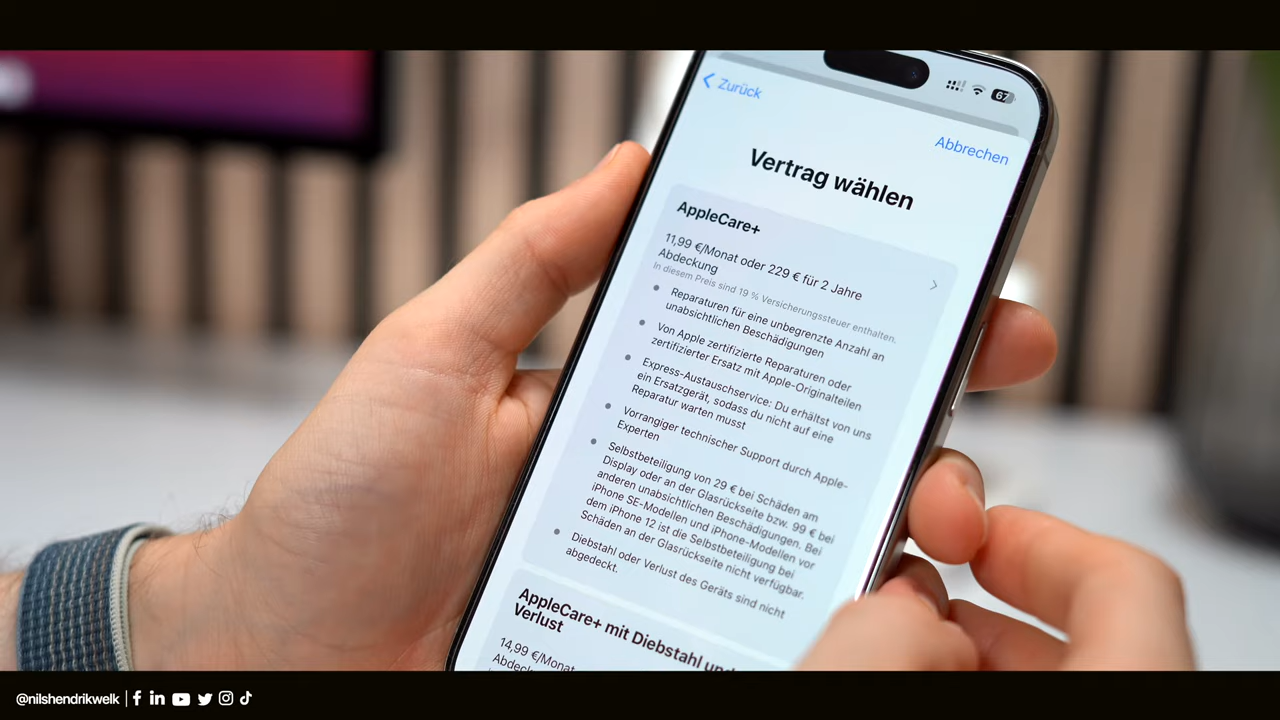 67
Zurück
Abbrechen
Vertrag wählen
AppleCare+
11,99 €/Monat oder 229 € für 2 Jahre
Abdeckung
In diesem Preis sind 19 % Versicherungssteuer enthalten.
Reparaturen für eine unbegrenzte Anzahl an
unabsichtlichen Beschädigungen
Von Apple zertifizierte Reparaturen oder
zertifizierter Ersatz mit Apple-Originalteilen
Express-Austauschservice: Du erhältst von uns
ein Ersatzgerät, sodass du nicht auf eine
Reparatur warten musst
Vorrangiger technischer Support durch Apple-
Experten
Selbstbeteiligung von 29 € bei Schäden am
Display oder an der Glasrückseite bzw. 99 € bei
anderen unabsichtlichen Beschädigungen. Bei
iPhone SE-Modellen und iPhone-Modellen vor
dem iPhone 12 ist die Selbstbeteiligung bei
Schäden an der Glasrückseite nicht verfügbar.
Diebstahl oder Verlust des Geräts sind nicht
abgedeckt.
AppleCare+ mit Diebstahl und
Verlust
14,99 €/Monat
@nilshendrikwelk